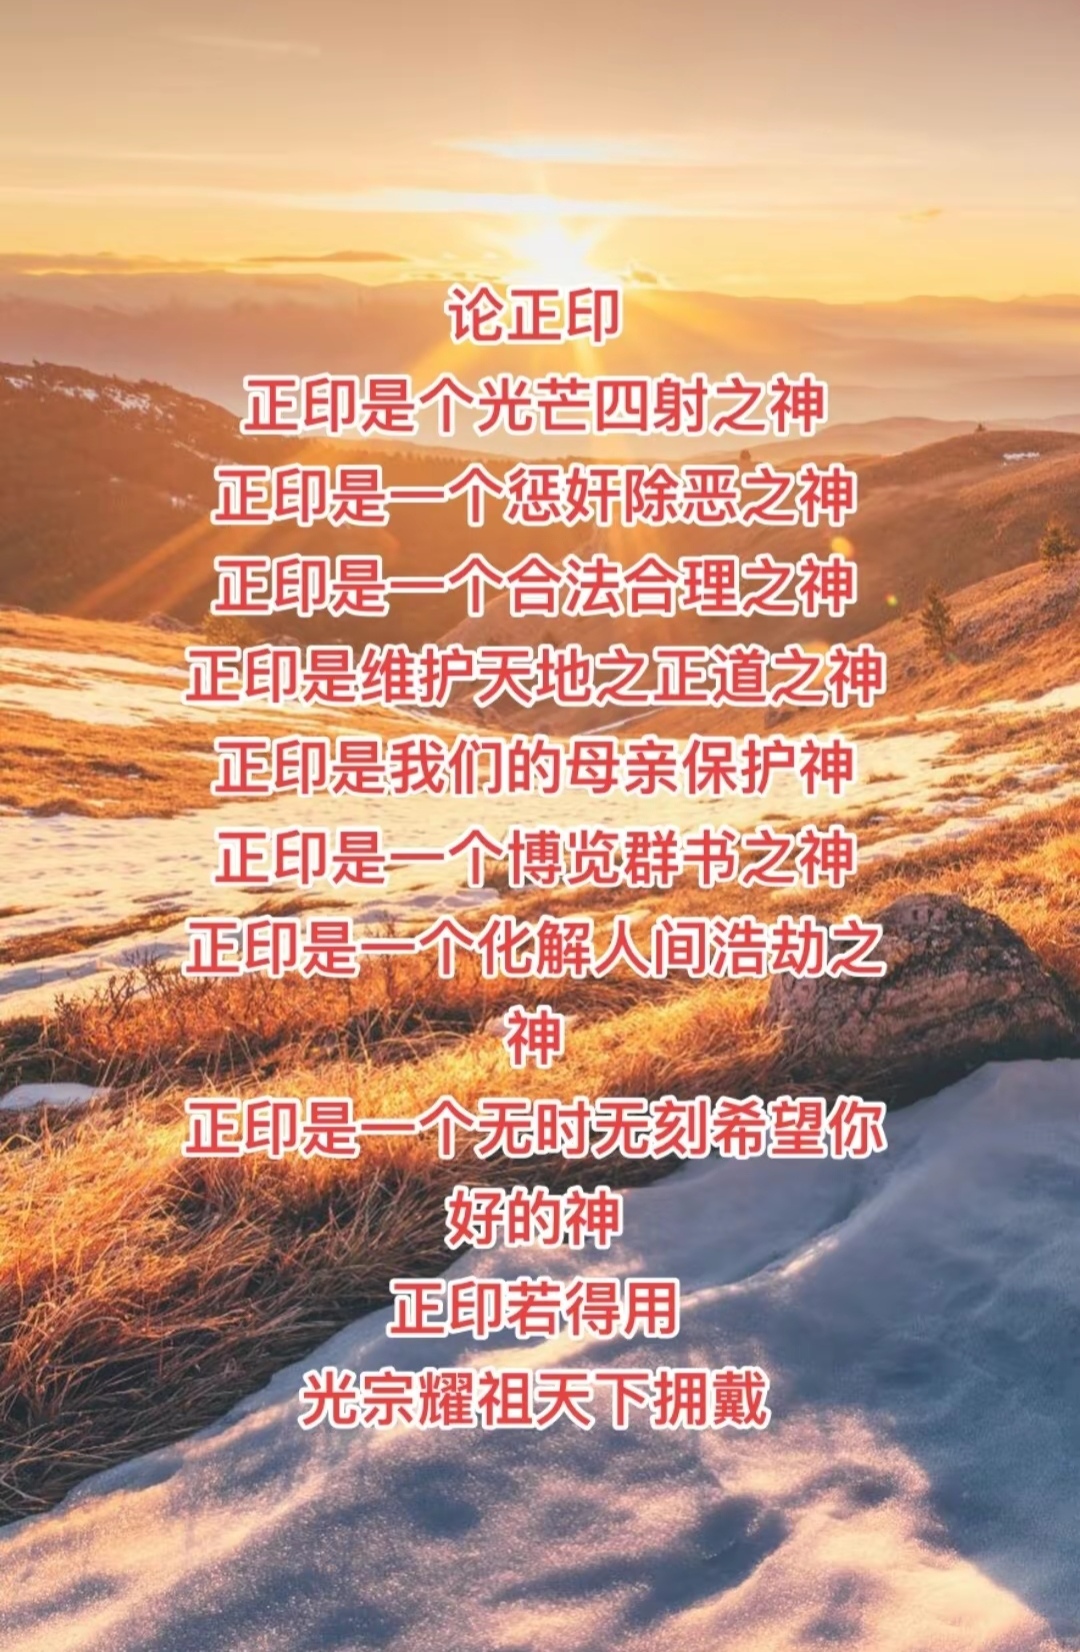 论正印
正印是个光芒四射之神
正印是一个惩奸除恶之神
正印是一个合法合理之神
正印是维护天地之正道之神
正印是我们的母亲保护神
正印是一个博览群书之神
正印是一个化解人间浩劫之
神
正印是一个无时无刻希望你
好的神
正印若得用
光宗耀祖天下拥戴